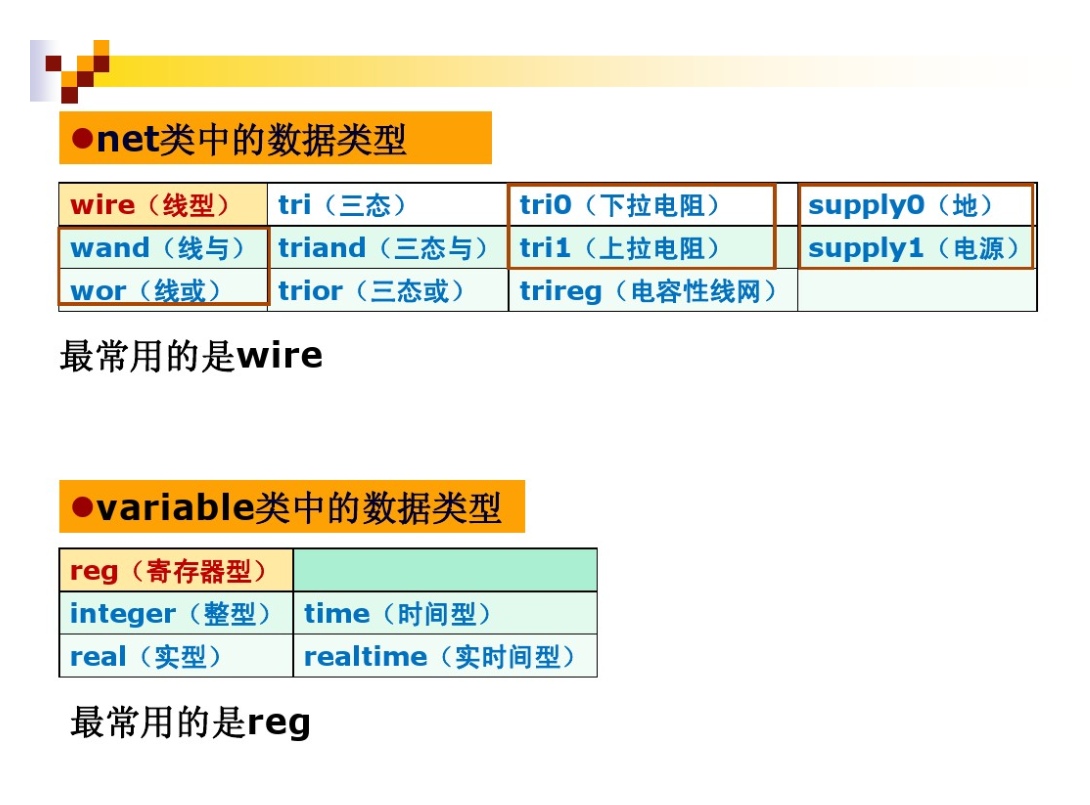 ●net类中的数据类型
wire（线型） tri（三态） tri0（下拉电阻） supply0（地）
wand（线与） triand（三态与） tri1（上拉电阻） supply1（电源）
wor（线或） trior（三态或） trireg（电容性线网）
最常用的是wire
●variable类中的数据类型
reg（寄存器型）
integer（整型） time（时间型）
real（实型） realtime（实时间型）
最常用的是reg